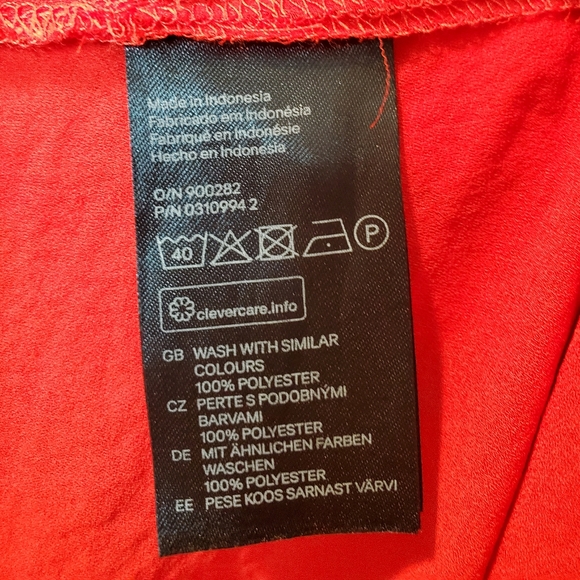 Made in Indonesia
Fabricado em Indonésia
Fabriqué en Indonésie
Hecho en Indonesia
O/N 900282
P/N 0310994 2
40 P
clevercare.info
GB WASH WITH SIMILAR
COLOURS
100% POLYESTER
CZ PERTE S PODOBNÝMI
BARVAMI
100% POLYESTER
DE MIT ÄHNLICHEN FARBEN
WASCHEN
100% POLYESTER
EE PESE KOOS SARNAST VÄRVI